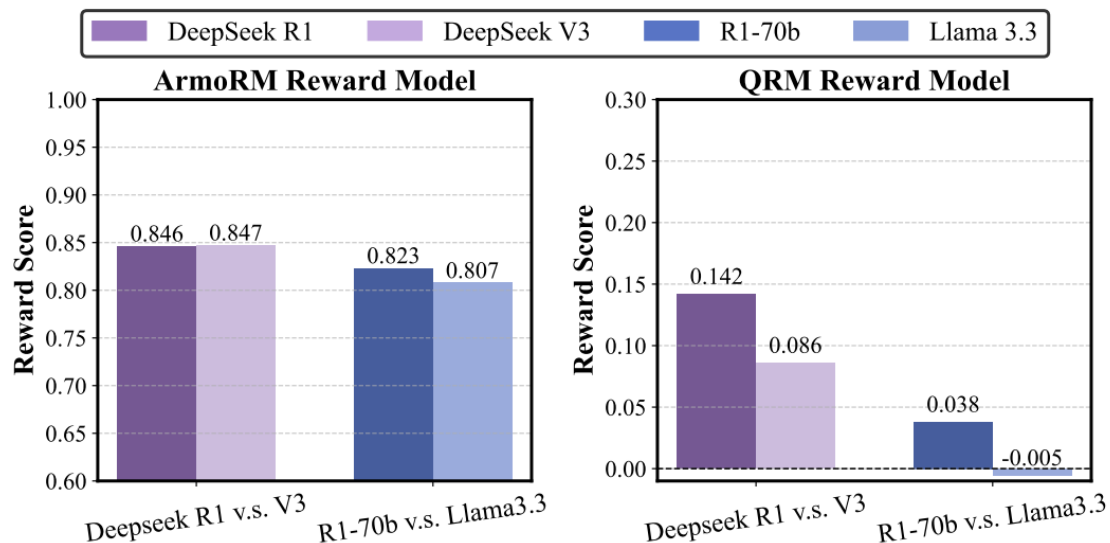 DeepSeek R1 DeepSeek V3 R1-70b Llama 3.3
ArmoRM Reward Model
Reward Score
1.00
0.95
0.90
0.85
0.80
0.75
0.70
0.65
0.60
0.846 0.847
0.823
0.807
Deepseek R1 v.s. V3
R1-70b v.s. Llama3.3
QRM Reward Model
Reward Score
0.30
0.25
0.20
0.15
0.10
0.05
0.00
0.142
0.086
0.038
-0.005
Deepseek R1 v.s. V3
R1-70b v.s. Llama3.3